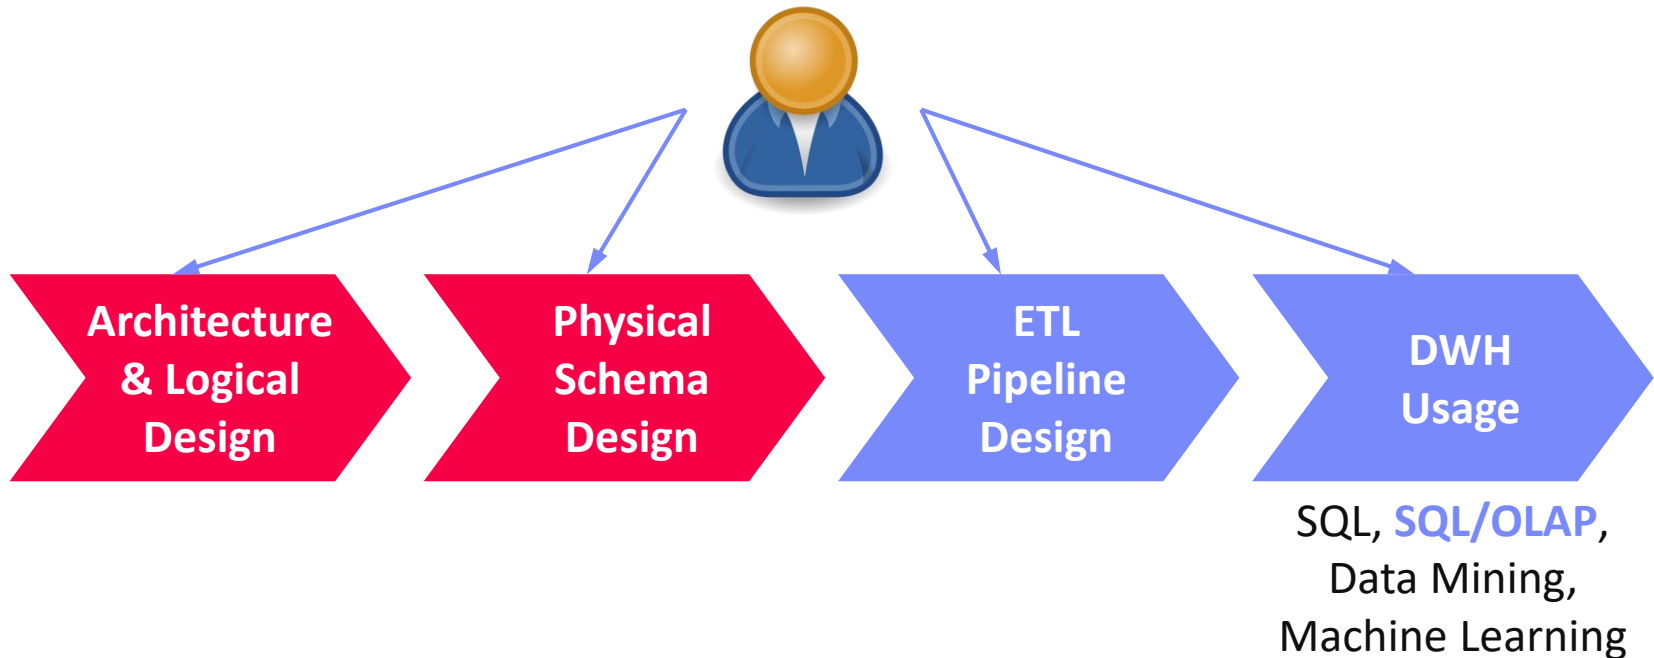 Architecture
& Logical
Design
Physical
Schema
Design
ETL
Pipeline
Design
DWH
Usage
SQL, SQL/OLAP,
Data Mining,
Machine Learning